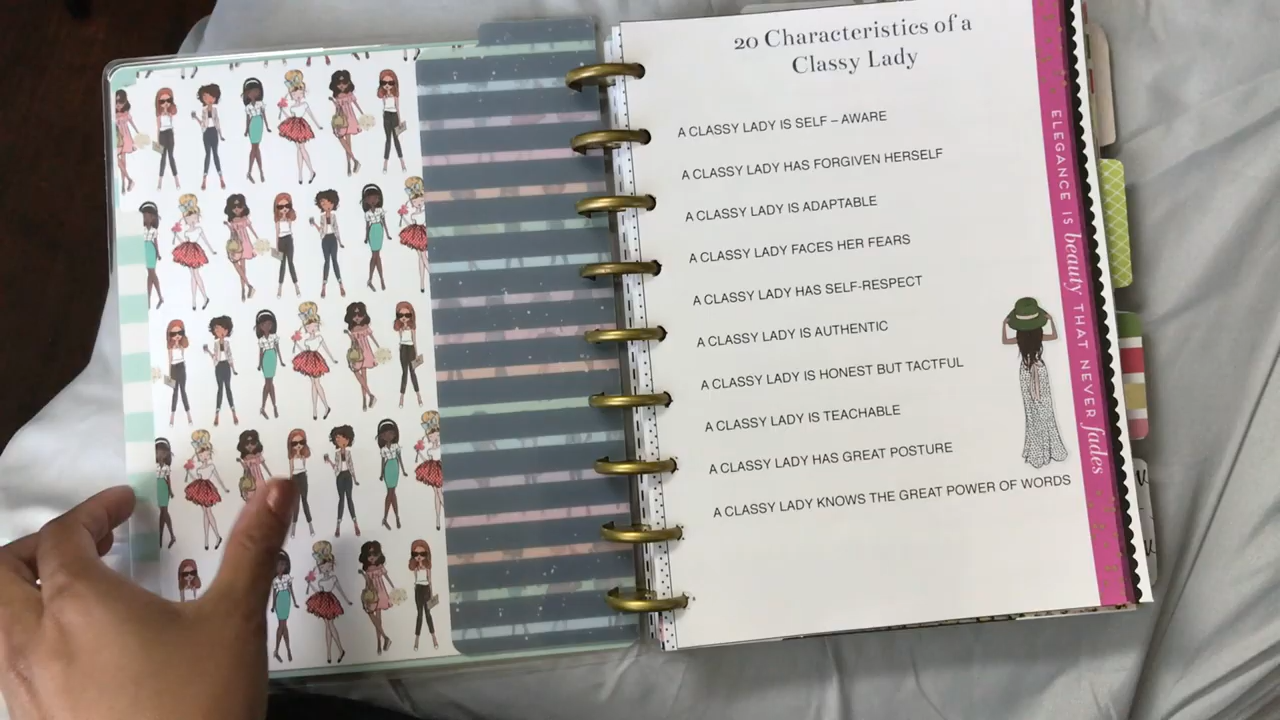 20 Characteristics of a
Classy Lady
A CLASSY LADY IS SELF – AWARE
A CLASSY LADY HAS FORGIVEN HERSELF
A CLASSY LADY IS ADAPTABLE
A CLASSY LADY FACES HER FEARS
A CLASSY LADY HAS SELF-RESPECT
A CLASSY LADY IS AUTHENTIC
A CLASSY LADY IS HONEST BUT TACTFUL
A CLASSY LADY IS TEACHABLE
A CLASSY LADY HAS GREAT POSTURE
A CLASSY LADY KNOWS THE GREAT POWER OF WORDS
ELEGANCE IS beauty THAT NEVER fades